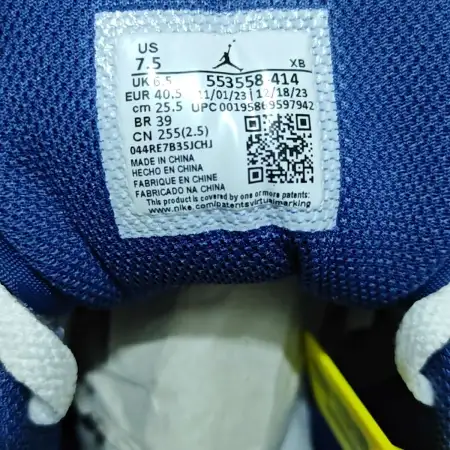 US
7.5 XB
UK 6.5 553558 414
EUR 40.5 11/01/23 12/18/23
cm 25.5 UPC 00195869597942
BR 39
CN 255(2.5)
044RE7B35JCHJ
MADE IN CHINA
HECHO EN CHINA
FABRIQUE EN CHINE
FABRICADO NA CHINA
This product is covered by one or more patents:
www.nike.com/patentsvirtualmarking